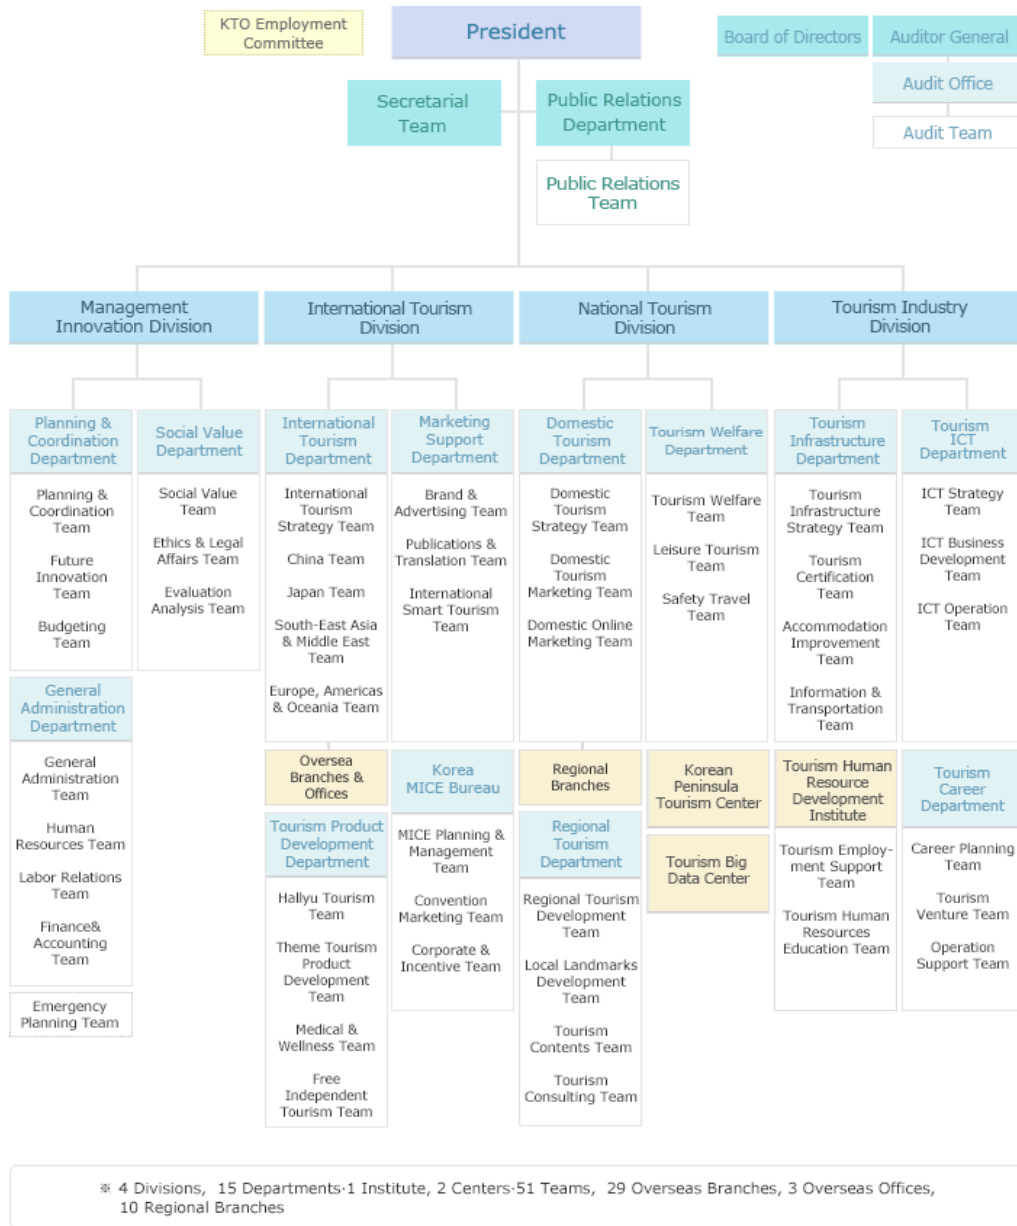 KTO Employment
Committee
President
Board of Directors
Auditor General
Audit Office
Audit Team
Secretarial
Team
Public Relations
Department
Public Relations
Team
Management
Innovation Division
International Tourism
Division
National Tourism
Division
Tourism Industry
Division
Planning &
Coordination
Department
Planning &
Coordination
Team
Future
Innovation
Team
Budgeting
Team
General
Administration
Department
General
Administration
Team
Human
Resources Team
Labor Relations
Team
Finance&
Accounting
Team
Emergency
Planning Team
Social Value
Department
Social Value
Team
Ethics & Legal
Affairs Team
Evaluation
Analysis Team
International
Tourism
Department
International
Tourism
Strategy Team
China Team
Japan Team
South-East Asia
& Middle East
Team
Europe, Americas
& Oceania Team
Oversea
Branches &
Offices
Tourism Product
Development
Department
Hallyu Tourism
Team
Theme Tourism
Product
Development
Team
Medical &
Wellness Team
Free
Independent
Tourism Team
Marketing
Support
Department
Brand &
Advertising Team
Publications &
Translation Team
International
Smart Tourism
Team
Korea
MICE Bureau
MICE Planning &
Management
Team
Convention
Marketing Team
Corporate &
Incentive Team
Domestic
Tourism
Department
Domestic
Tourism
Strategy Team
Domestic
Tourism
Marketing Team
Domestic Online
Marketing Team
Regional
Branches
Regional
Tourism
Department
Regional Tourism
Development
Team
Local Landmarks
Development
Team
Tourism
Contents Team
Tourism
Consulting Team
Tourism Welfare
Department
Tourism Welfare
Team
Leisure Tourism
Team
Safety Travel
Team
Korean
Peninsula
Tourism Center
Tourism Big
Data Center
Tourism
Infrastructure
Department
Tourism
Infrastructure
Strategy Team
Tourism
Certification
Team
Accommodation
Improvement
Team
Information &
Transportation
Team
Tourism Human
Resource
Development
Institute
Tourism Employ-
ment Support
Team
Tourism Human
Resources
Education Team
Tourism
ICT
Department
ICT Strategy
Team
ICT Business
Development
Team
ICT Operation
Team
Tourism
Career
Department
Career Planning
Team
Tourism
Venture Team
Operation
Support Team
※ 4 Divisions, 15 Departments·1 Institute, 2 Centers·51 Teams, 29 Overseas Branches, 3 Overseas Offices,
10 Regional Branches